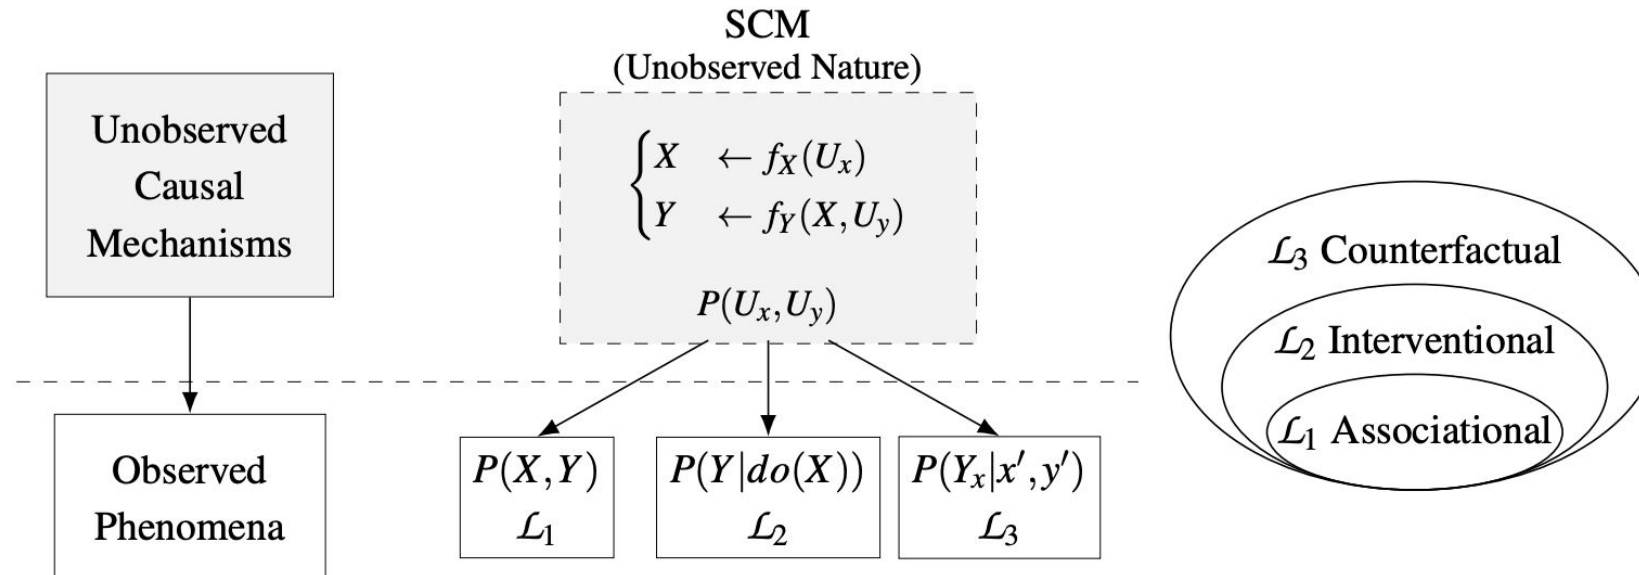 SCM
(Unobserved Nature)
Unobserved
Causal
Mechanisms
X ← f_X(U_x)
Y ← f_Y(X, U_y)
P(U_x, U_y)
Observed
Phenomena
P(X, Y)
ℒ₁
P(Y|do(X))
ℒ₂
P(Y_x|x′, y′)
ℒ₃
ℒ₃ Counterfactual
ℒ₂ Interventional
ℒ₁ Associational